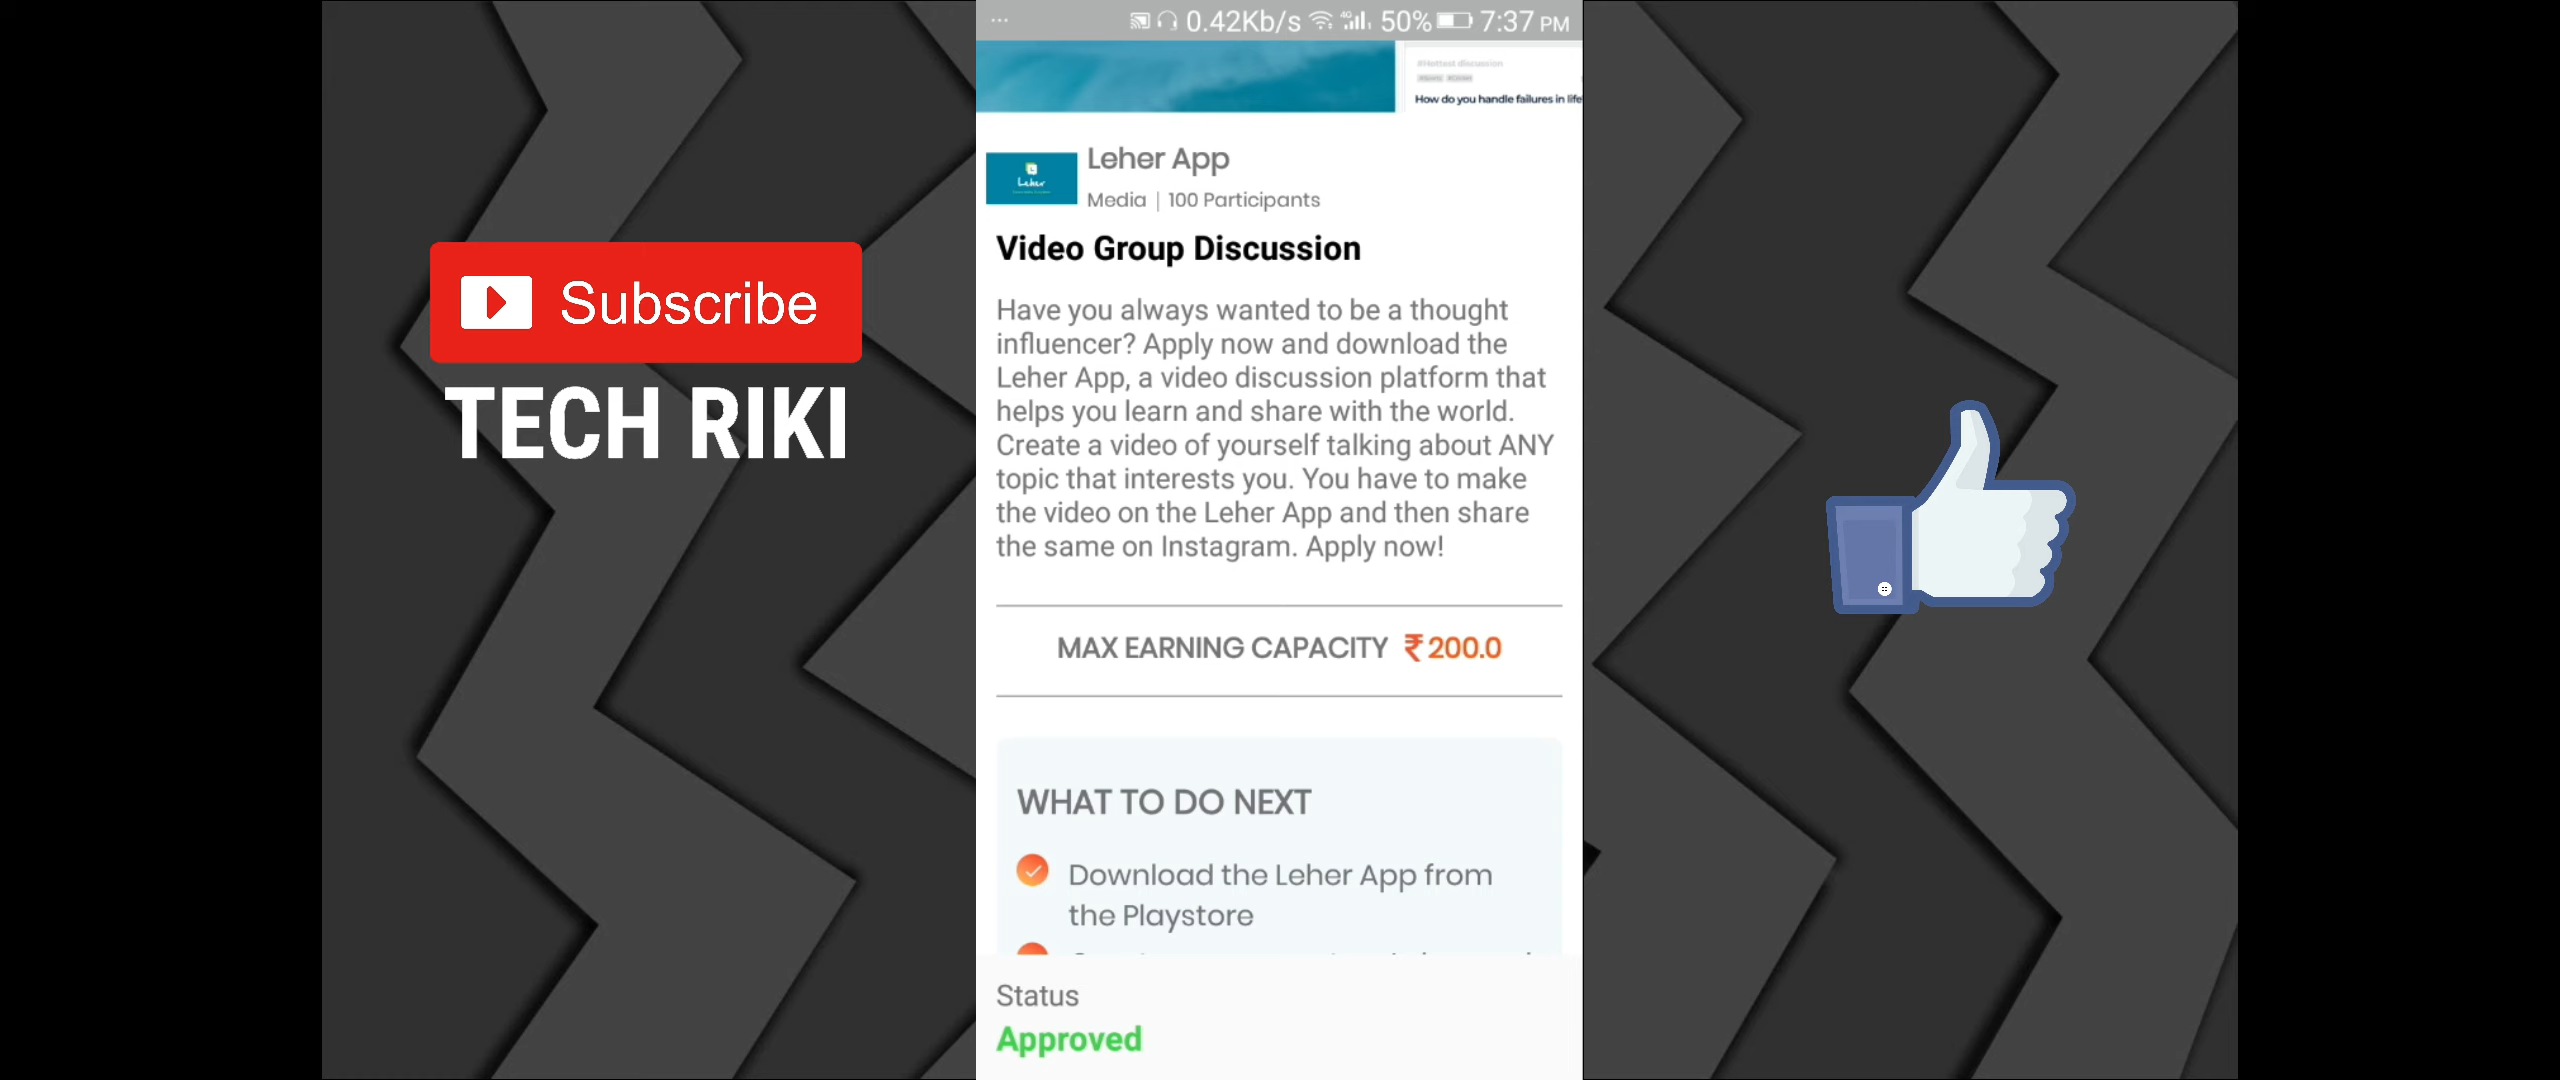 ... 0.42Kb/s 4G 50% 7:37 PM
#Hottest discussion
How do you handle failures in life
Leher
Leher App
Media | 100 Participants
Video Group Discussion
Have you always wanted to be a thought
influencer? Apply now and download the
Leher App, a video discussion platform that
helps you learn and share with the world.
Create a video of yourself talking about ANY
topic that interests you. You have to make
the video on the Leher App and then share
the same on Instagram. Apply now!
MAX EARNING CAPACITY ₹ 200.0
WHAT TO DO NEXT
Download the Leher App from
the Playstore
Status
Approved
Subscribe
TECH RIKI